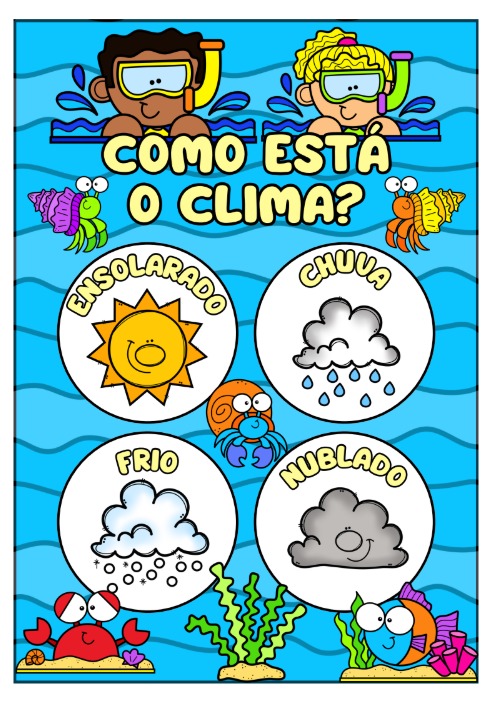 COMO ESTÁ
O CLIMA?
ENSOLARADO
CHUVA
FRIO
NUBLADO